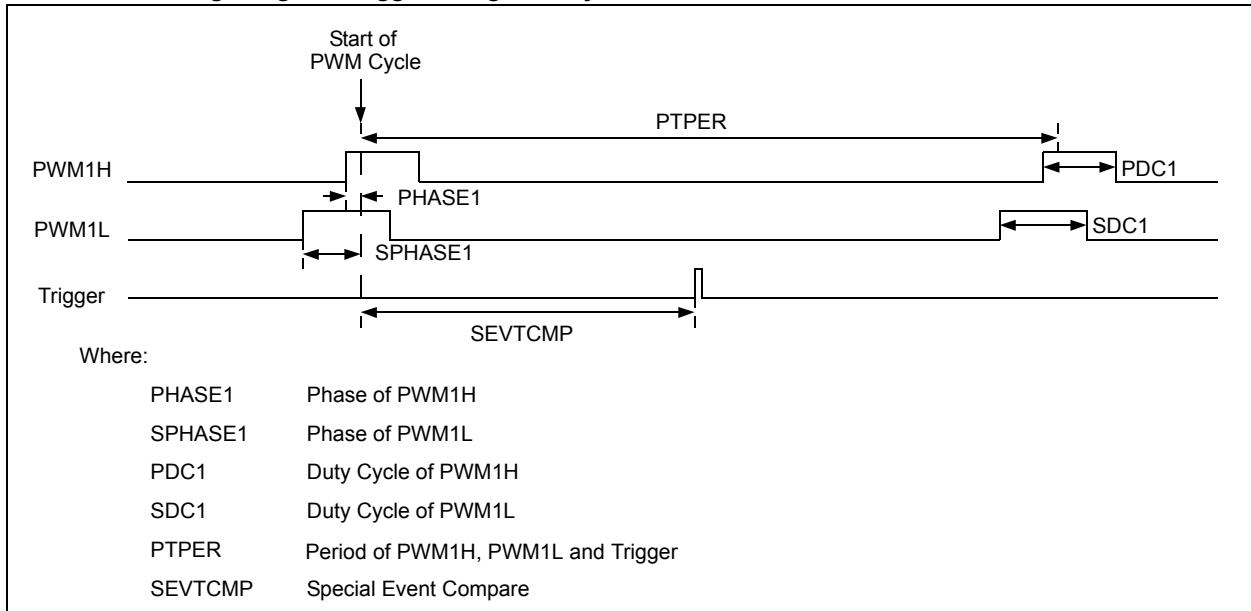 Start of
PWM Cycle
PTPER
PWM1H
PDC1
PHASE1
PWM1L
SDC1
SPHASE1
Trigger
SEVTCMP
Where:
PHASE1 Phase of PWM1H
SPHASE1 Phase of PWM1L
PDC1 Duty Cycle of PWM1H
SDC1 Duty Cycle of PWM1L
PTPER Period of PWM1H, PWM1L and Trigger
SEVTCMP Special Event Compare